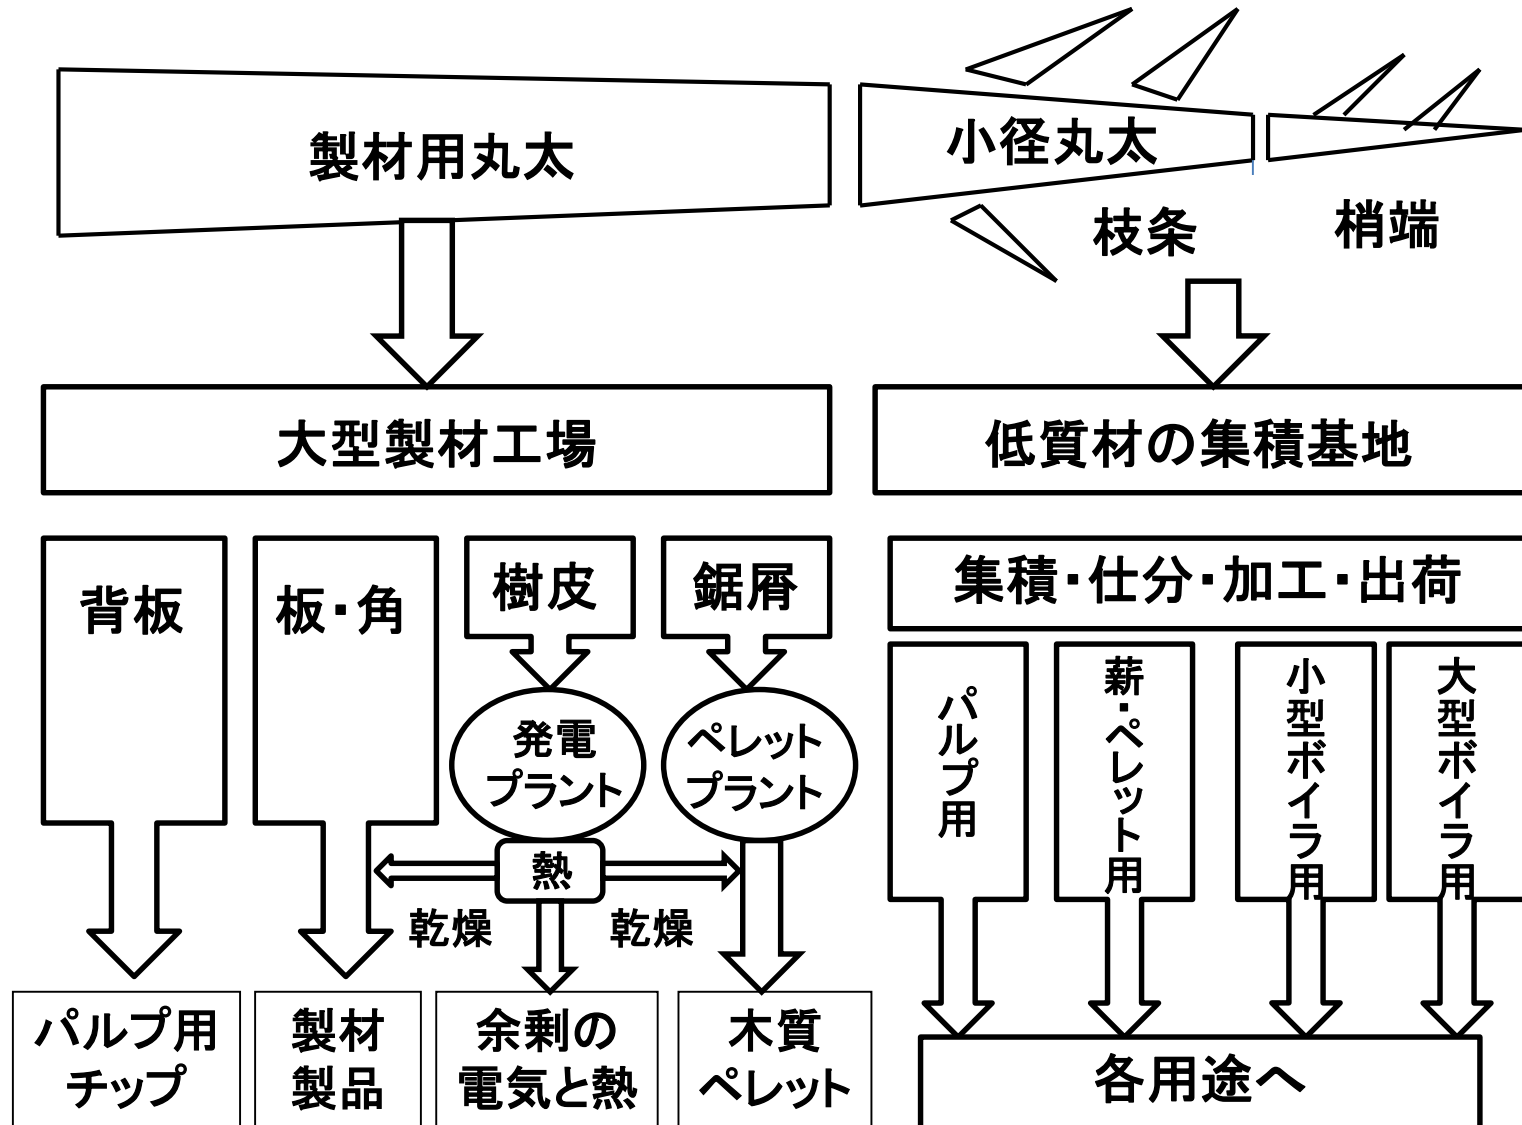 製材用丸太
小径丸太
枝条
梢端
大型製材工場
低質材の集積基地
背板
板・角
樹皮
鋸屑
集積・仕分・加工・出荷
発電
プラント
ペレット
プラント
パルプ用
薪・ペレット用
小型ボイラ用
大型ボイラ用
熱
乾燥
乾燥
パルプ用
チップ
製材
製品
余剰の
電気と熱
木質
ペレット
各用途へ